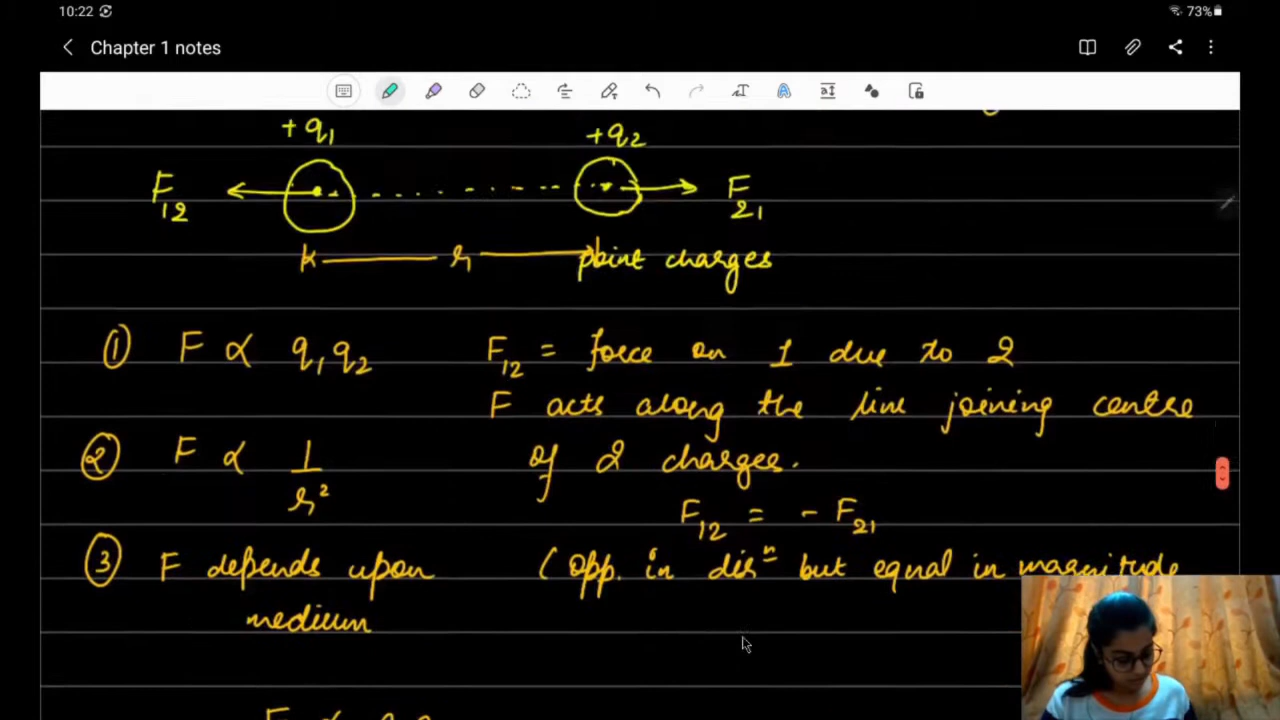 10:22
73%
Chapter 1 notes
+q1 +q2
F12 F21
r point charges
① F ∝ q1q2 F12 = force on 1 due to 2
F acts along the line joining centre
② F ∝ 1/r² of 2 charges.
F12 = - F21
③ F depends upon (opp. in dirn but equal in magnitude
medium
F ∝